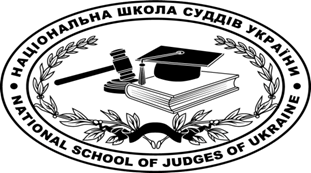 • НАЦІОНАЛЬНА ШКОЛА СУДДІВ УКРАЇНИ •
NATIONAL SCHOOL OF JUDGES OF UKRAINE